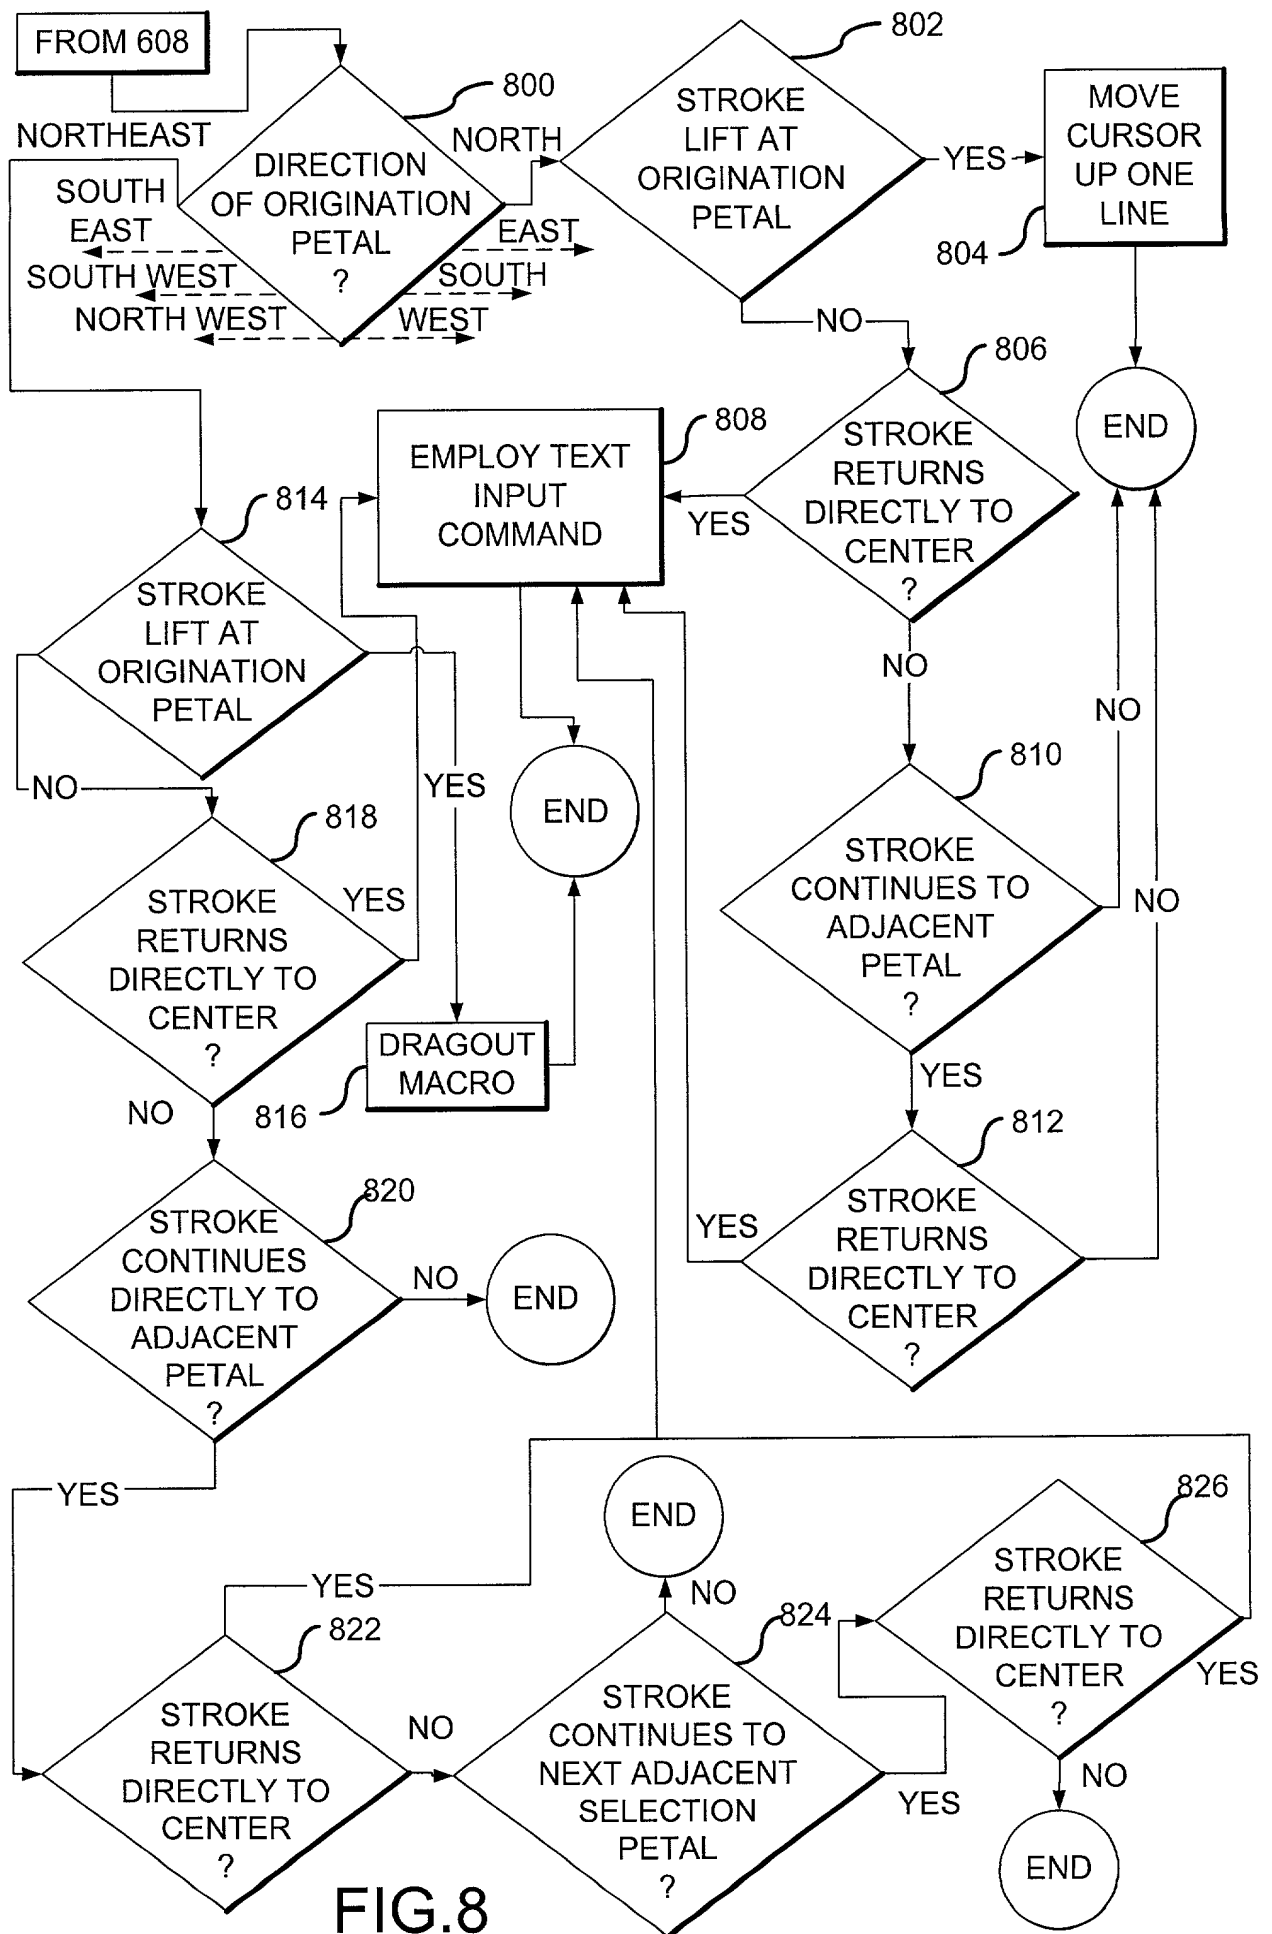 FROM 608
800
802
NORTHEAST
DIRECTION
OF ORIGINATION
PETAL
?
NORTH
SOUTH
EAST
SOUTH WEST
NORTH WEST
EAST
SOUTH
WEST
STROKE
LIFT AT
ORIGINATION
PETAL
YES
MOVE
CURSOR
UP ONE
LINE
804
NO
END
806
STROKE
RETURNS
DIRECTLY TO
CENTER
?
YES
808
EMPLOY TEXT
INPUT
COMMAND
NO
NO
814
STROKE
LIFT AT
ORIGINATION
PETAL
YES
NO
END
810
STROKE
CONTINUES TO
ADJACENT
PETAL
?
NO
YES
818
STROKE
RETURNS
DIRECTLY TO
CENTER
?
YES
NO
DRAGOUT
MACRO
816
812
STROKE
RETURNS
DIRECTLY TO
CENTER
?
YES
820
STROKE
CONTINUES
DIRECTLY TO
ADJACENT
PETAL
?
NO
END
YES
822
STROKE
RETURNS
DIRECTLY TO
CENTER
?
YES
NO
END
NO
824
STROKE
CONTINUES TO
NEXT ADJACENT
SELECTION
PETAL
?
YES
826
STROKE
RETURNS
DIRECTLY TO
CENTER
?
YES
NO
END
FIG.8